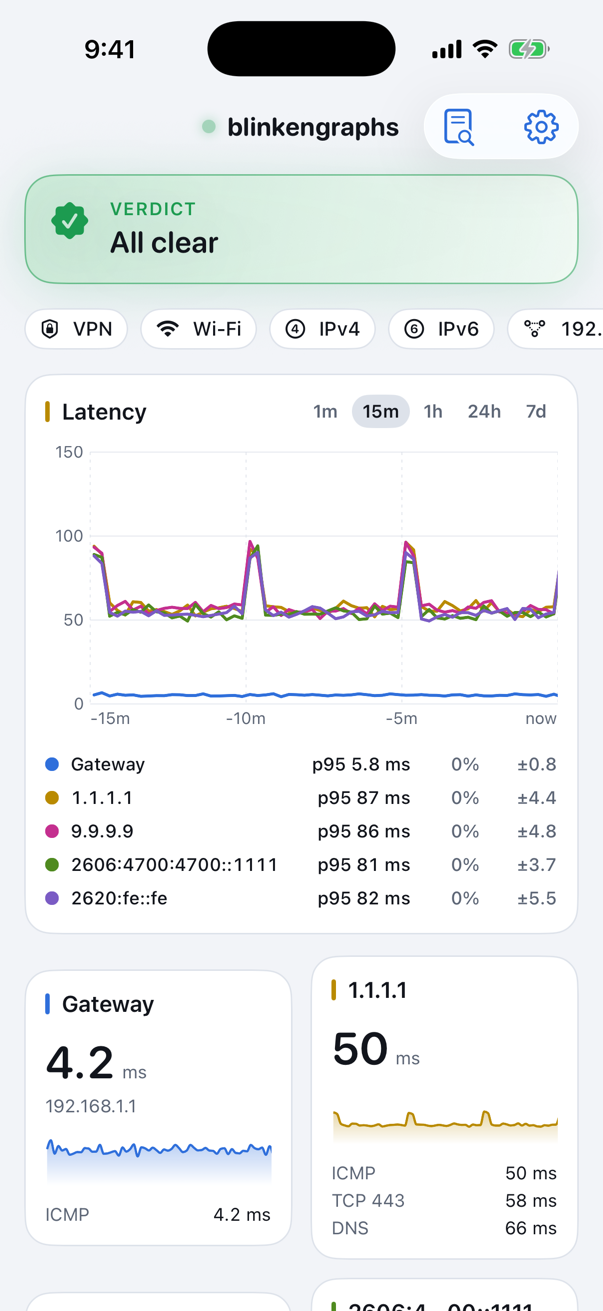 9:41
blinkengraphs
VERDICT
All clear
VPN Wi-Fi 4 IPv4 6 IPv6 192.
Latency 1m 15m 1h 24h 7d
150
100
50
0
-15m -10m -5m now
Gateway p95 5.8 ms 0% ±0.8
1.1.1.1 p95 87 ms 0% ±4.4
9.9.9.9 p95 86 ms 0% ±4.8
2606:4700:4700::1111 p95 81 ms 0% ±3.7
2620:fe::fe p95 82 ms 0% ±5.5
Gateway
4.2 ms
192.168.1.1
ICMP 4.2 ms
1.1.1.1
50 ms
ICMP 50 ms
TCP 443 58 ms
DNS 66 ms